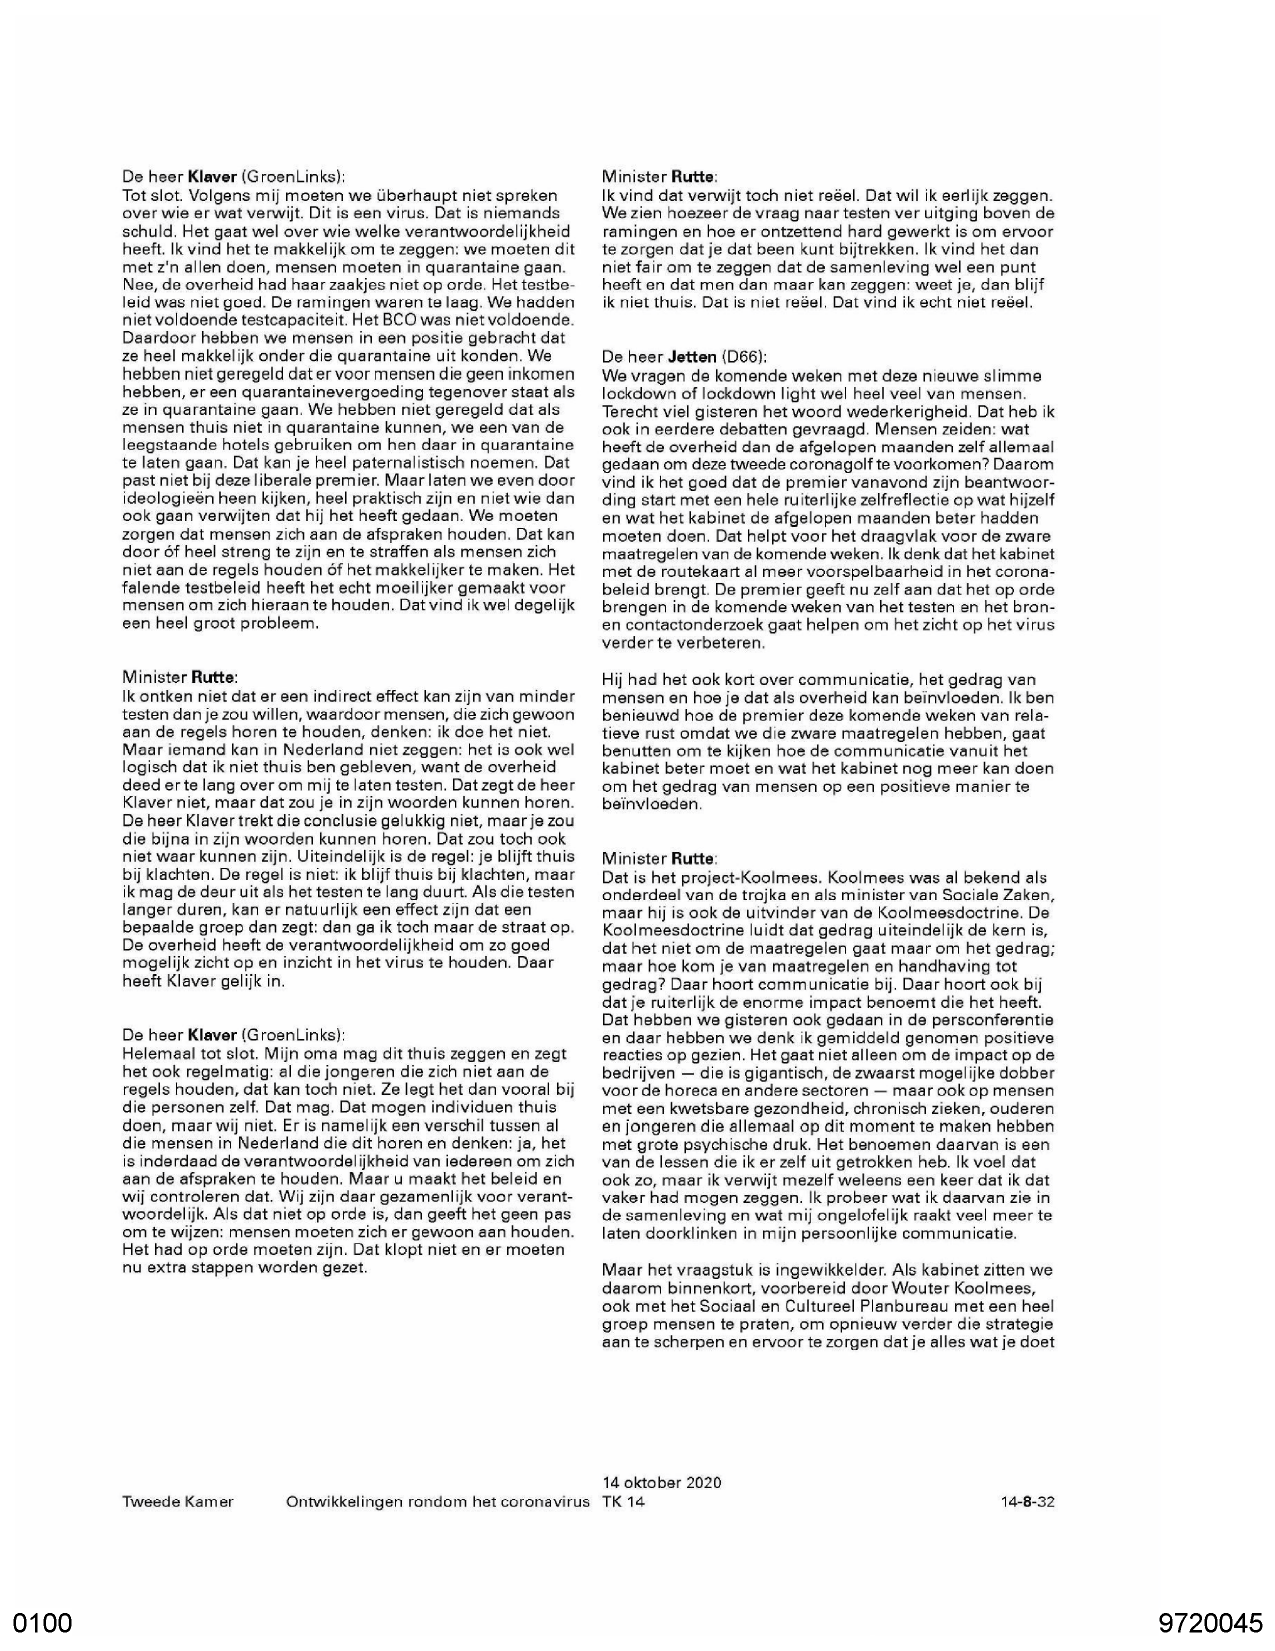 De heer Klaver (GroenLinks):
Tot slot. Volgens mij moeten we überhaupt niet spreken
over wie er wat verwijt. Dit is een virus. Dat is niemands
schuld. Het gaat wel over wie welke verantwoordelijkheid
heeft. Ik vind het te makkelijk om te zeggen: we moeten dit
met z'n allen doen, mensen moeten in quarantaine gaan.
Nee, de overheid had haar zaakjes niet op orde. Het testbe-
leid was niet goed. De ramingen waren te laag. We hadden
niet voldoende testcapaciteit. Het BCO was niet voldoende.
Daardoor hebben we mensen in een positie gebracht dat
ze heel makkelijk onder die quarantaine uit konden. We
hebben niet geregeld dat er voor mensen die geen inkomen
hebben, er een quarantainevergoeding tegenover staat als
ze in quarantaine gaan. We hebben niet geregeld dat als
mensen thuis niet in quarantaine kunnen, we een van de
leegstaande hotels gebruiken om hen daar in quarantaine
te laten gaan. Dat kan je heel paternalistisch noemen. Dat
past niet bij deze liberale premier. Maar laten we even door
ideologieën heen kijken, heel praktisch zijn en niet wie dan
ook gaan verwijten dat hij het heeft gedaan. We moeten
zorgen dat mensen zich aan de afspraken houden. Dat kan
door óf heel streng te zijn en te straffen als mensen zich
niet aan de regels houden óf het makkelijker te maken. Het
falende testbeleid heeft het echt moeilijker gemaakt voor
mensen om zich hieraan te houden. Dat vind ik wel degelijk
een heel groot probleem.
Minister Rutte:
Ik ontken niet dat er een indirect effect kan zijn van minder
testen dan je zou willen, waardoor mensen, die zich gewoon
aan de regels horen te houden, denken: ik doe het niet.
Maar iemand kan in Nederland niet zeggen: het is ook wel
logisch dat ik niet thuis ben gebleven, want de overheid
deed er te lang over om mij te laten testen. Dat zegt de heer
Klaver niet, maar dat zou je in zijn woorden kunnen horen.
De heer Klaver trekt die conclusie gelukkig niet, maar je zou
die bijna in zijn woorden kunnen horen. Dat zou toch ook
niet waar kunnen zijn. Uiteindelijk is de regel: je blijft thuis
bij klachten. De regel is niet: ik blijf thuis bij klachten, maar
ik mag de deur uit als het testen te lang duurt. Als die testen
langer duren, kan er natuurlijk een effect zijn dat een
bepaalde groep dan zegt: dan ga ik toch maar de straat op.
De overheid heeft de verantwoordelijkheid om zo goed
mogelijk zicht op en inzicht in het virus te houden. Daar
heeft Klaver gelijk in.
De heer Klaver (GroenLinks):
Helemaal tot slot. Mijn oma mag dit thuis zeggen en zegt
het ook regelmatig: al die jongeren die zich niet aan de
regels houden, dat kan toch niet. Ze legt het dan vooral bij
die personen zelf. Dat mag. Dat mogen individuen thuis
doen, maar wij niet. Er is namelijk een verschil tussen al
die mensen in Nederland die dit horen en denken: ja, het
is inderdaad de verantwoordelijkheid van iedereen om zich
aan de afspraken te houden. Maar u maakt het beleid en
wij controleren dat. Wij zijn daar gezamenlijk voor verant-
woordelijk. Als dat niet op orde is, dan geeft het geen pas
om te wijzen: mensen moeten zich er gewoon aan houden.
Het had op orde moeten zijn. Dat klopt niet en er moeten
nu extra stappen worden gezet.
Minister Rutte:
Ik vind dat verwijt toch niet reëel. Dat wil ik eerlijk zeggen.
We zien hoezeer de vraag naar testen ver uitging boven de
ramingen en hoe er ontzettend hard gewerkt is om ervoor
te zorgen dat je dat been kunt bijtrekken. Ik vind het dan
niet fair om te zeggen dat de samenleving wel een punt
heeft en dat men dan maar kan zeggen: weet je, dan blijf
ik niet thuis. Dat is niet reëel. Dat vind ik echt niet reëel.
De heer Jetten (D66):
We vragen de komende weken met deze nieuwe slimme
lockdown of lockdown light wel heel veel van mensen.
Terecht viel gisteren het woord wederkerigheid. Dat heb ik
ook in eerdere debatten gevraagd. Mensen zeiden: wat
heeft de overheid dan de afgelopen maanden zelf allemaal
gedaan om deze tweede coronagolf te voorkomen? Daarom
vind ik het goed dat de premier vanavond zijn beantwoor-
ding start met een hele ruiterlijke zelfreflectie op wat hijzelf
en wat het kabinet de afgelopen maanden beter hadden
moeten doen. Dat helpt voor het draagvlak voor de zware
maatregelen van de komende weken. Ik denk dat het kabinet
met de routekaart al meer voorspelbaarheid in het corona-
beleid brengt. De premier geeft nu zelf aan dat het op orde
brengen in de komende weken van het testen en het bron-
en contactonderzoek gaat helpen om het zicht op het virus
verder te verbeteren.
Hij had het ook kort over communicatie, het gedrag van
mensen en hoe je dat als overheid kan beïnvloeden. Ik ben
benieuwd hoe de premier deze komende weken van rela-
tieve rust omdat we die zware maatregelen hebben, gaat
benutten om te kijken hoe de communicatie vanuit het
kabinet beter moet en wat het kabinet nog meer kan doen
om het gedrag van mensen op een positieve manier te
beïnvloeden.
Minister Rutte:
Dat is het project-Koolmees. Koolmees was al bekend als
onderdeel van de trojka en als minister van Sociale Zaken,
maar hij is ook de uitvinder van de Koolmeesdoctrine. De
Koolmeesdoctrine luidt dat gedrag uiteindelijk de kern is,
dat het niet om de maatregelen gaat maar om het gedrag;
maar hoe kom je van maatregelen en handhaving tot
gedrag? Daar hoort communicatie bij. Daar hoort ook bij
dat je ruiterlijk de enorme impact benoemt die het heeft.
Dat hebben we gisteren ook gedaan in de persconferentie
en daar hebben we denk ik gemiddeld genomen positieve
reacties op gezien. Het gaat niet alleen om de impact op de
bedrijven — die is gigantisch, de zwaarst mogelijke dobber
voor de horeca en andere sectoren — maar ook op mensen
met een kwetsbare gezondheid, chronisch zieken, ouderen
en jongeren die allemaal op dit moment te maken hebben
met grote psychische druk. Het benoemen daarvan is een
van de lessen die ik er zelf uit getrokken heb. Ik voel dat
ook zo, maar ik verwijt mezelf weleens een keer dat ik dat
vaker had mogen zeggen. Ik probeer wat ik daarvan zie in
de samenleving en wat mij ongelofelijk raakt veel meer te
laten doorklinken in mijn persoonlijke communicatie.
Maar het vraagstuk is ingewikkelder. Als kabinet zitten we
daarom binnenkort, voorbereid door Wouter Koolmees,
ook met het Sociaal en Cultureel Planbureau met een heel
groep mensen te praten, om opnieuw verder die strategie
aan te scherpen en ervoor te zorgen dat je alles wat je doet
14 oktober 2020
Tweede Kamer Ontwikkelingen rondom het coronavirus TK 14 14-8-32
0100 9720045